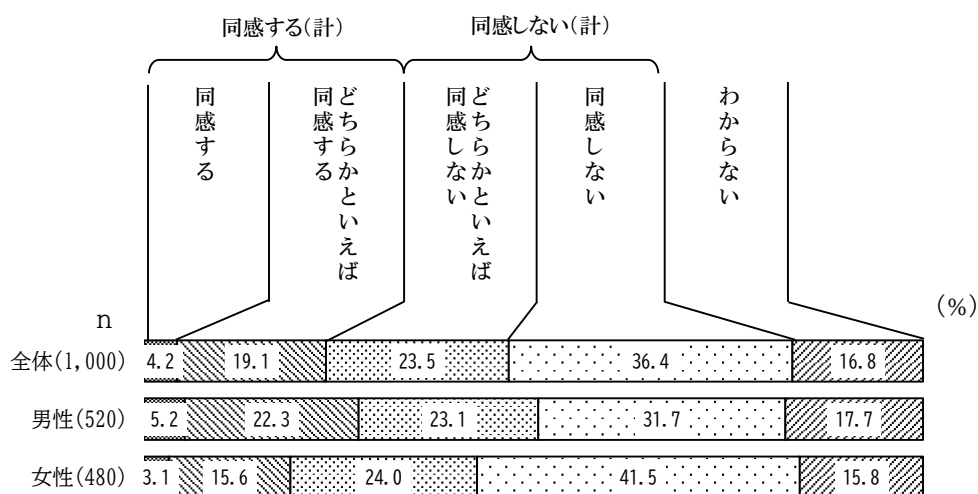 同感する(計)
同感しない(計)
同感する
どちらかといえば
同感する
どちらかといえば
同感しない
同感しない
わからない
(%)
n
全体(1,000) 4.2 19.1 23.5 36.4 16.8
男性(520) 5.2 22.3 23.1 31.7 17.7
女性(480) 3.1 15.6 24.0 41.5 15.8